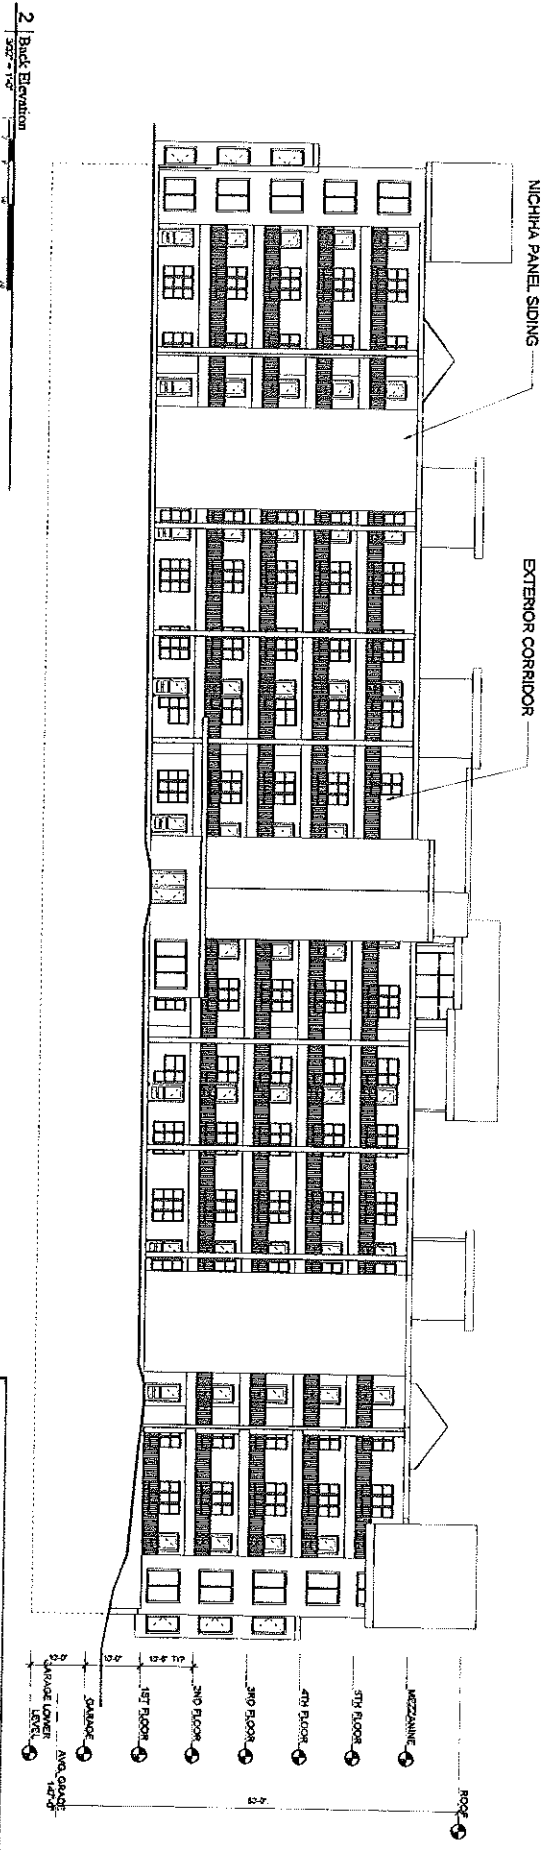 NICHIHA PANEL SIDING
EXTERIOR CORRIDOR
ROOF
MEZZANINE
5TH FLOOR
4TH FLOOR
3RD FLOOR
2ND FLOOR
1ST FLOOR
GARAGE
GARAGE LOWER
LEVEL
AVG. GRADE
TYP
2
Back Elevation